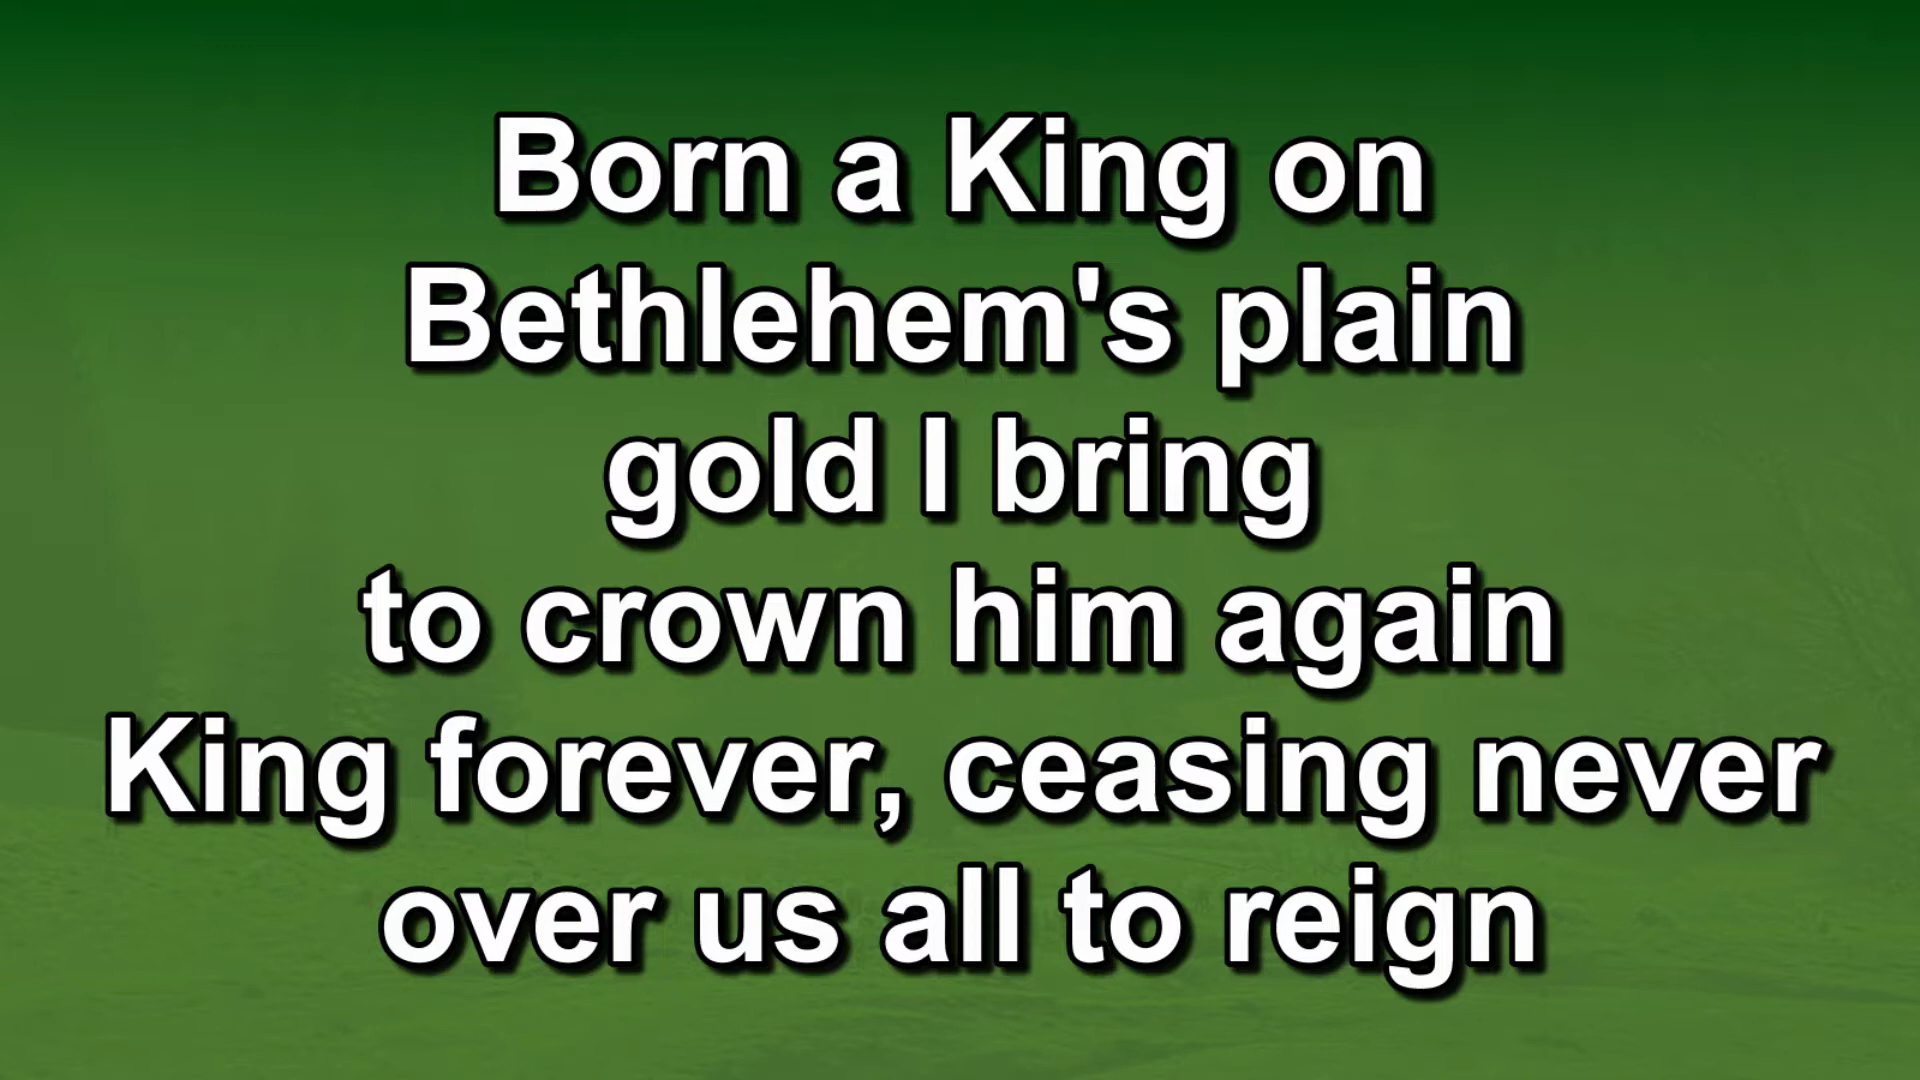 Born a King on
Bethlehem's plain
gold I bring
to crown him again
King forever, ceasing never
over us all to reign